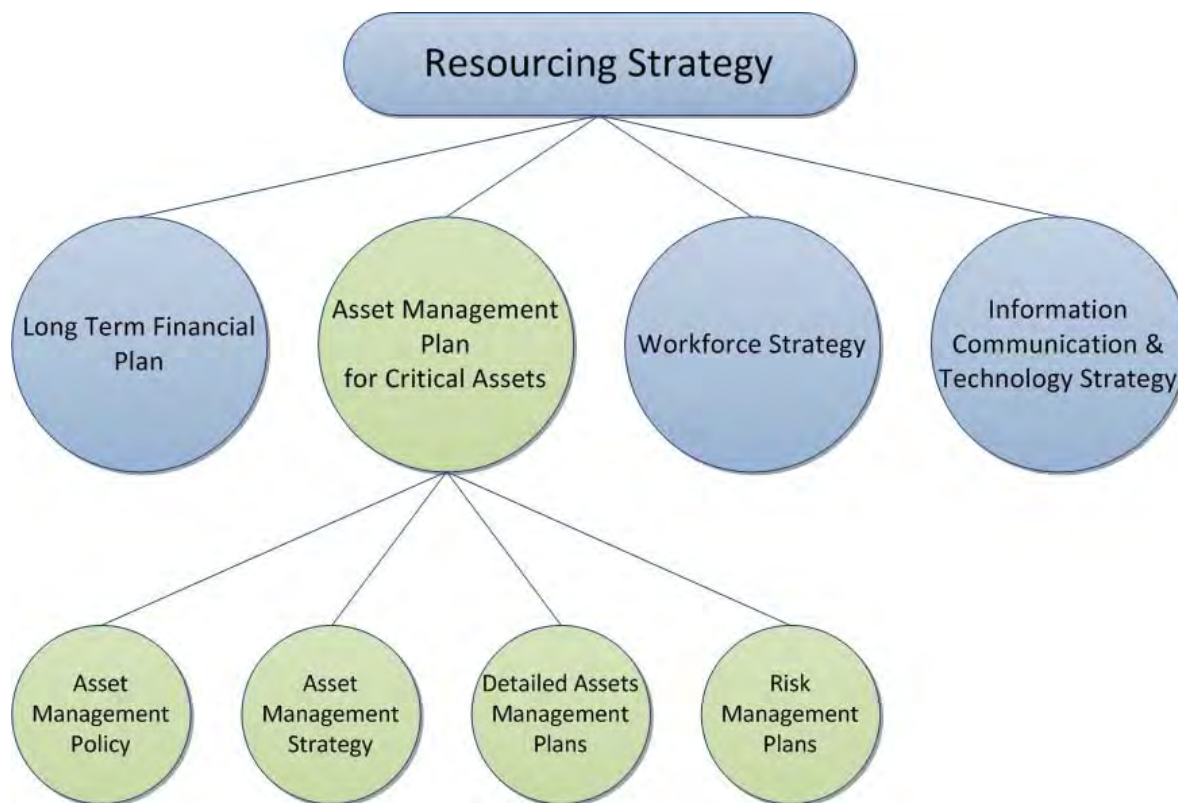 Resourcing Strategy
Long Term Financial
Plan
Asset Management
Plan
for Critical Assets
Workforce Strategy
Information
Communication &
Technology Strategy
Asset
Management
Policy
Asset
Management
Strategy
Detailed Assets
Management
Plans
Risk
Management
Plans